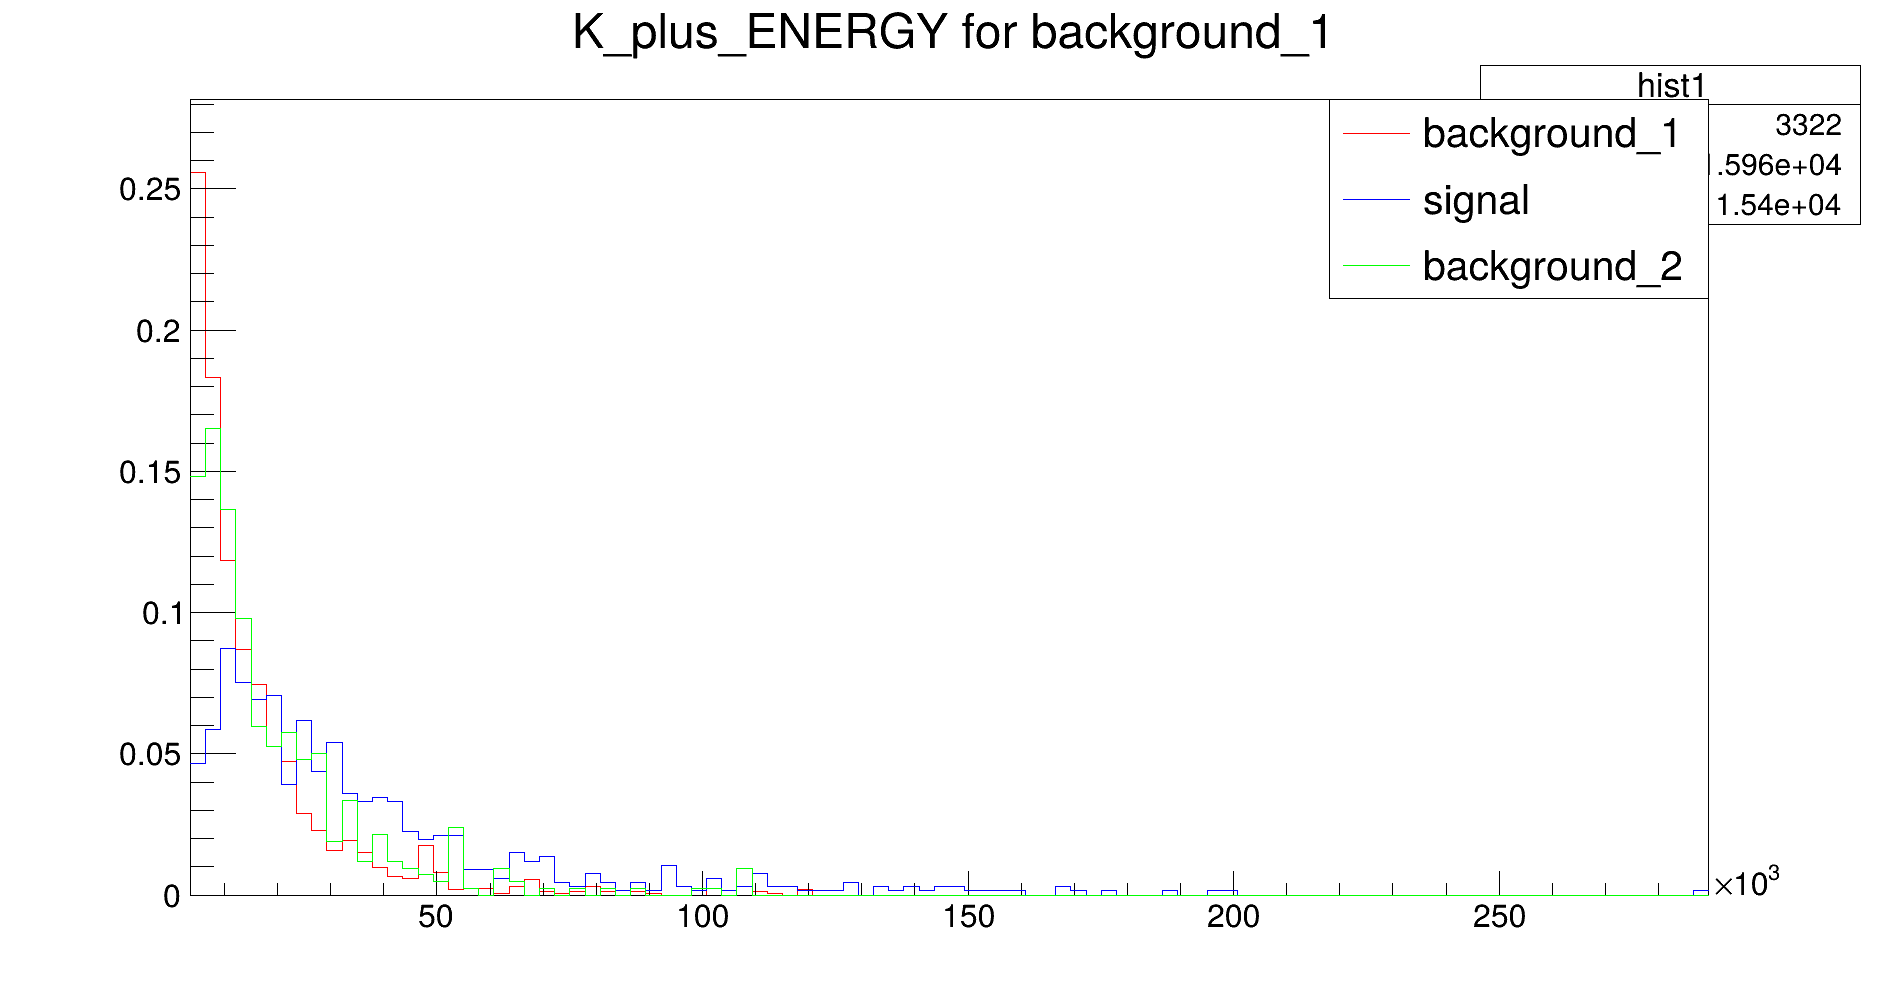 K_plus_ENERGY for background_1
hist1
3322
.596e+04
1.54e+04
background_1
signal
background_2
0.25
0.2
0.15
0.1
0.05
0
50
100
150
200
250
×10³